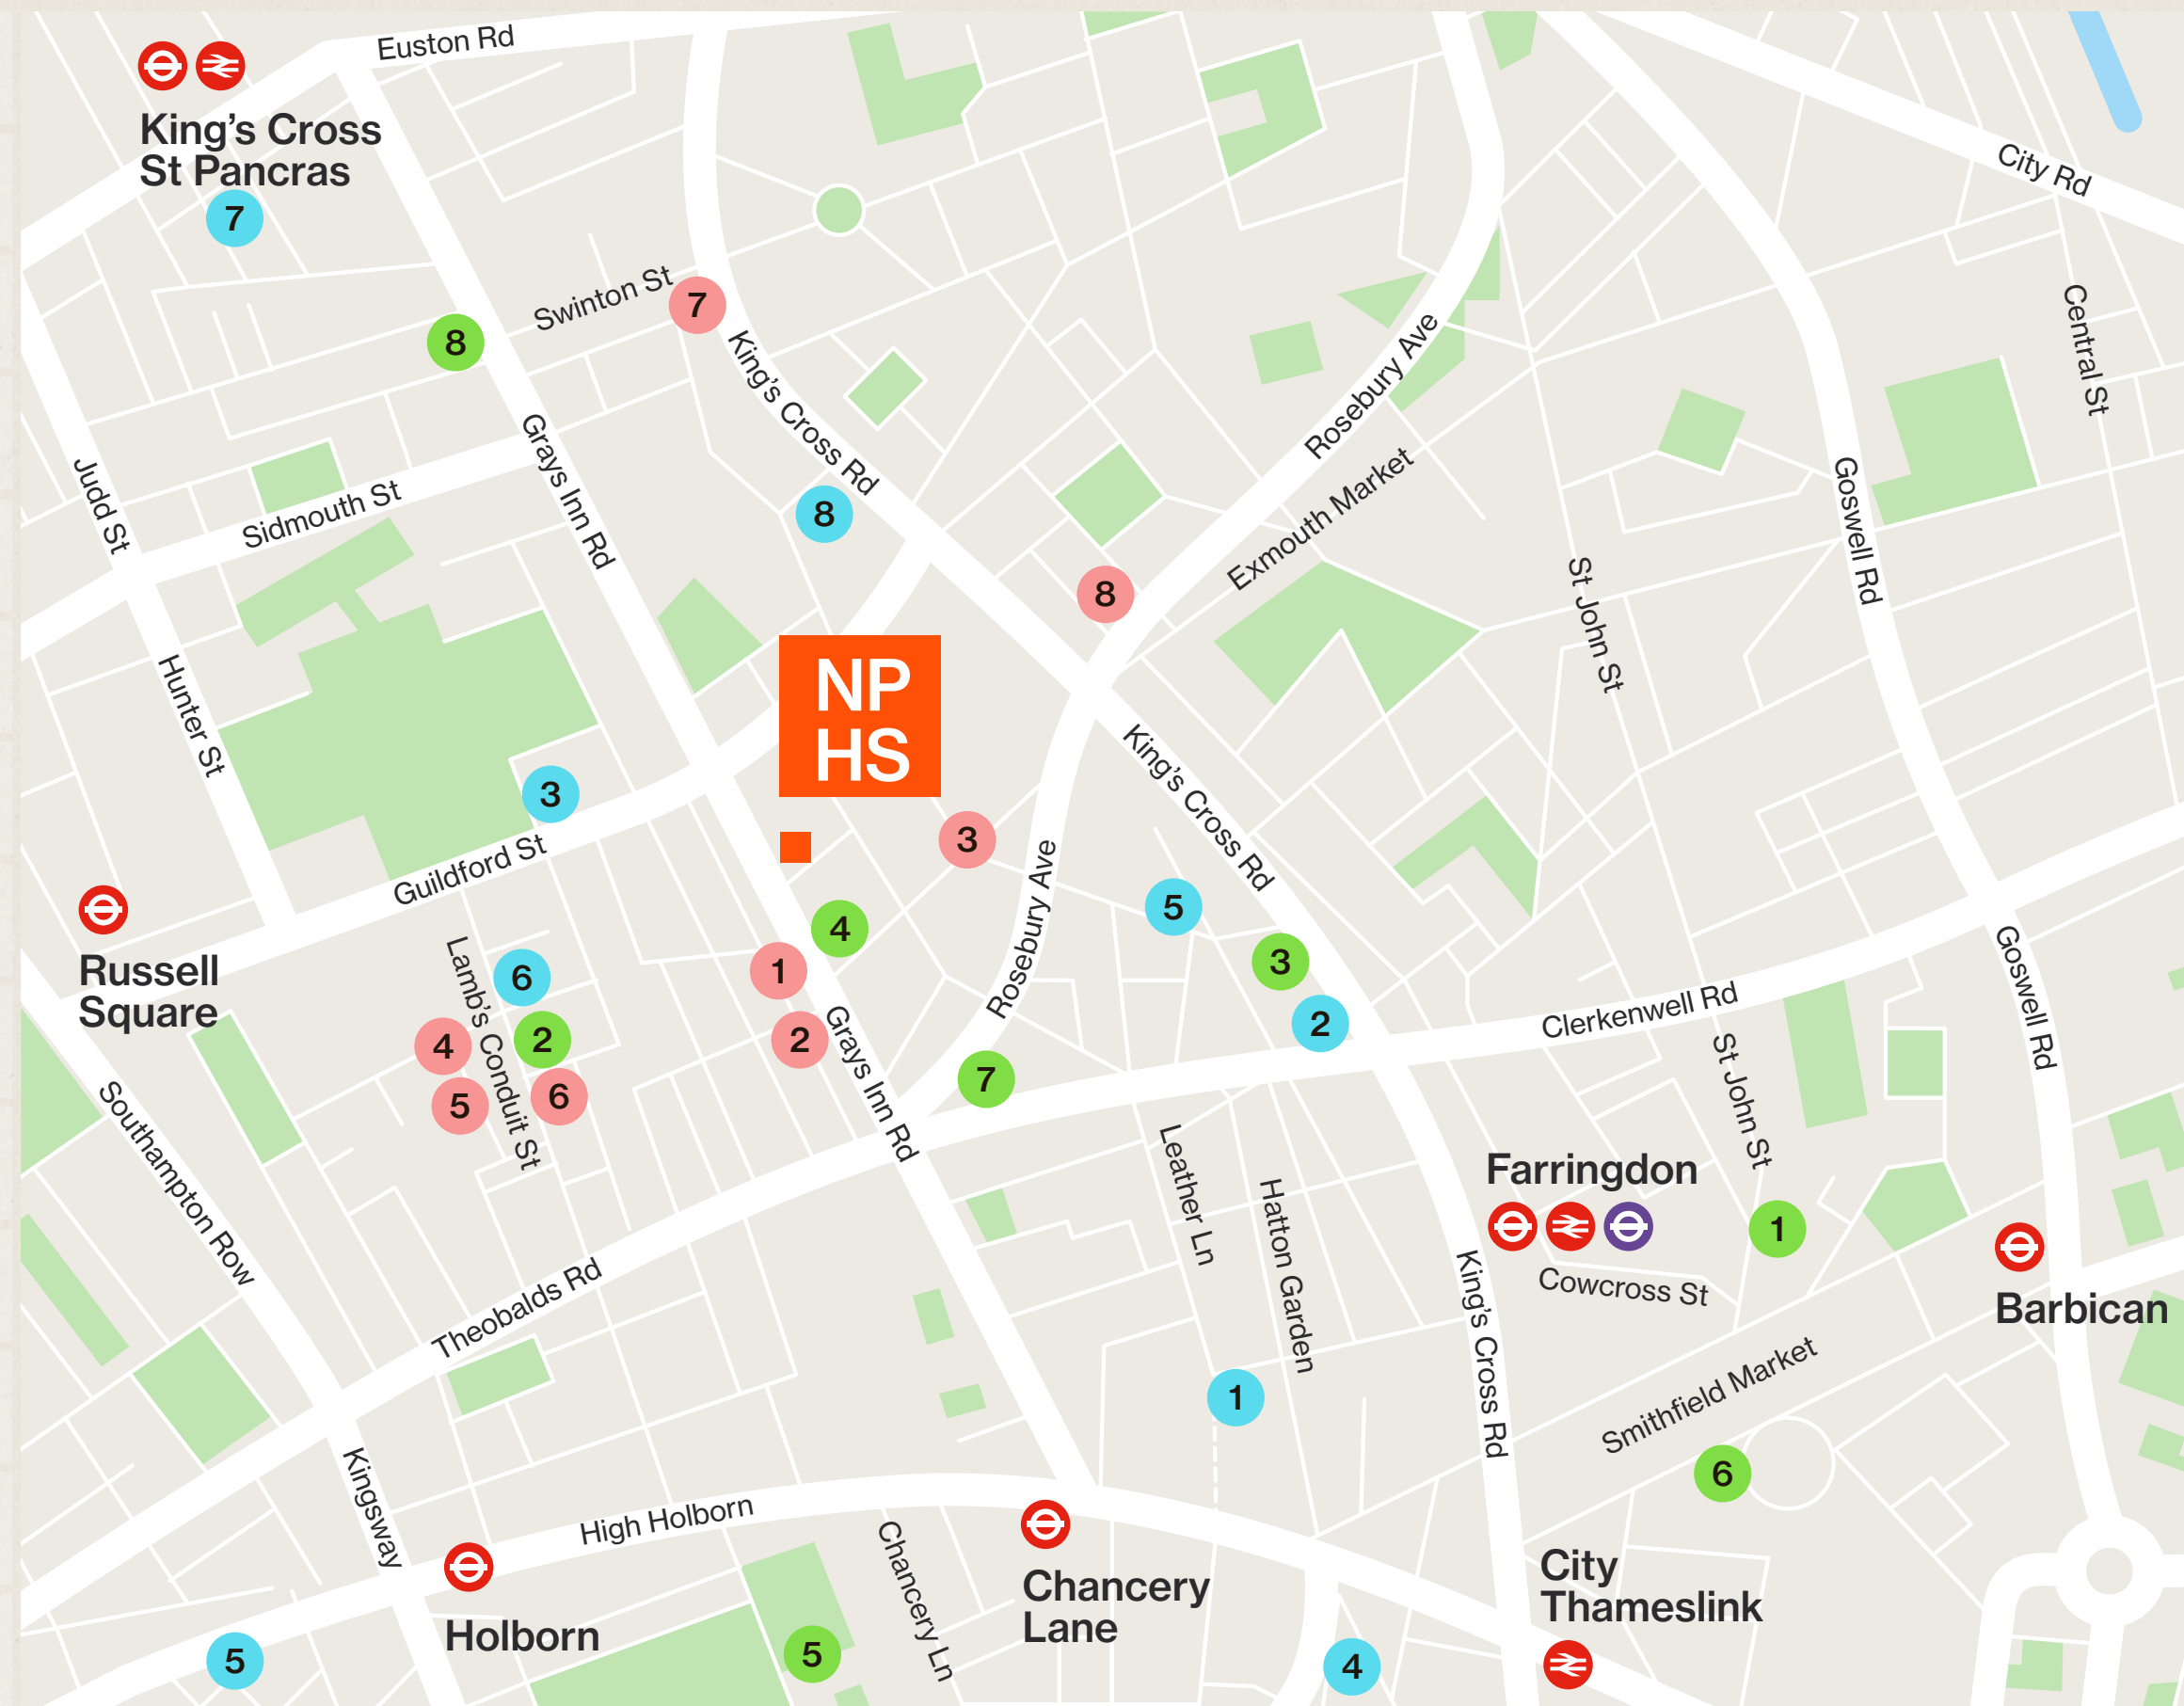 Euston Rd
King's Cross
St Pancras
7
City Rd
Swinton St
7
8
King's Cross Rd
Central St
Rosebury Ave
Grays Inn Rd
Judd St
Sidmouth St
8
Exmouth Market
Goswell Rd
8
St John St
Hunter St
NP
HS
3
King's Cross Rd
3
Guildford St
Rosebury Ave
5
4
Russell
Square
1
6
3
Lamb's Conduit St
Goswell Rd
2
Clerkenwell Rd
4
2
2
Grays Inn Rd
7
5
6
St John St
Southampton Row
Leather Ln
Farringdon
Hatton Garden
1
Cowcross St
Barbican
Theobalds Rd
King's Cross Rd
Smithfield Market
1
6
Kingsway
High Holborn
Chancery Ln
Chancery
Lane
City
Thameslink
Holborn
5
5
4